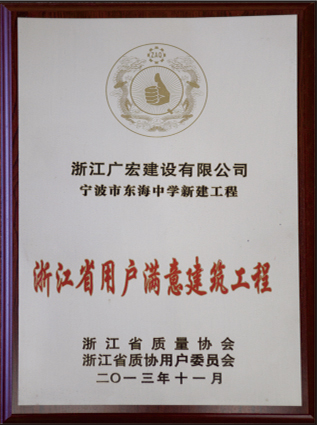 浙江广宏建设有限公司
宁波市东海中学新建工程
浙江省用户满意建筑工程
浙江省质量协会
浙江省质协用户委员会
二〇一三年十一月